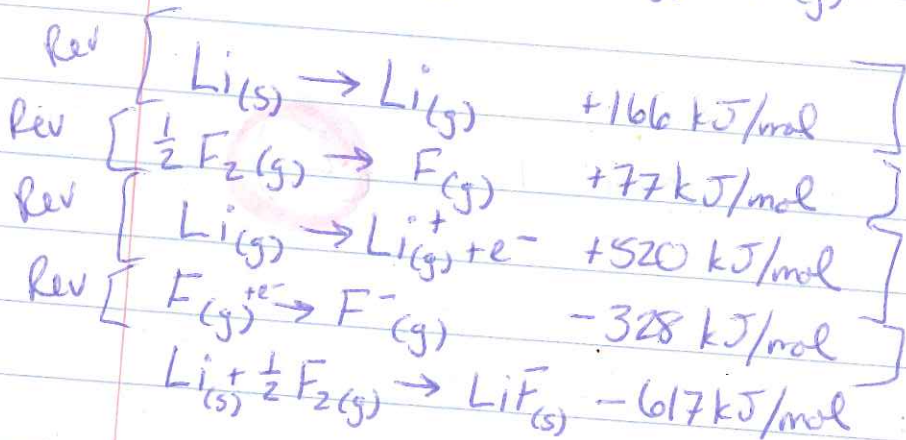 (g)
Rev [ Li(s) → Li(g) +166 kJ/mol ]
Rev [ ½ F₂(g) → F(g) +77 kJ/mol ]
Rev [ Li(g) → Li⁺(g) + e⁻ +520 kJ/mol ]
Rev [ F(g) +e⁻ → F⁻(g) -328 kJ/mol ]
Li(s) + ½ F₂(g) → LiF(s) -617 kJ/mol